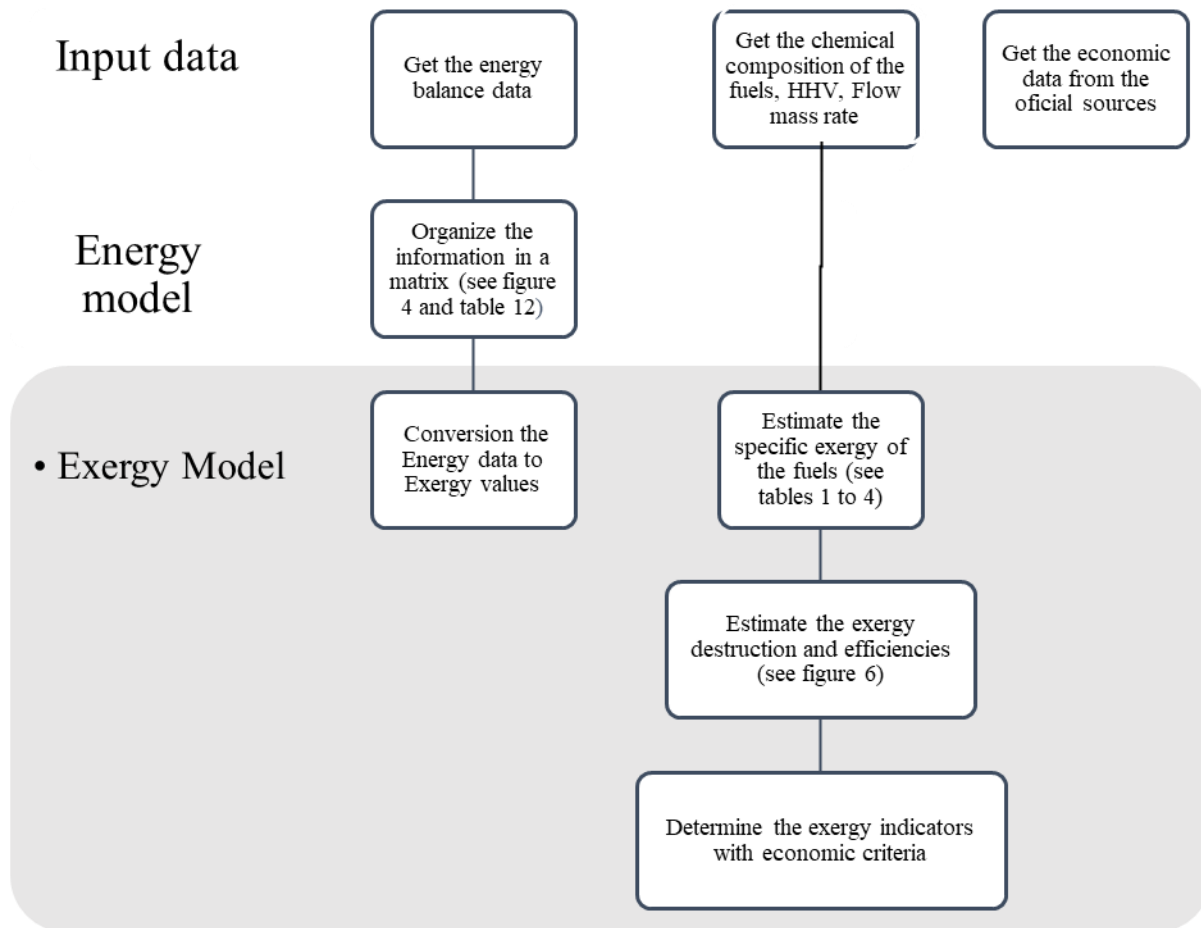 Input data
Get the energy
balance data
Get the chemical
composition of the
fuels, HHV, Flow
mass rate
Get the economic
data from the
oficial sources
Energy
model
Organize the
information in a
matrix (see figure
4 and table 12)
• Exergy Model
Conversion the
Energy data to
Exergy values
Estimate the
specific exergy of
the fuels (see
tables 1 to 4)
Estimate the exergy
destruction and efficiencies
(see figure 6)
Determine the exergy indicators
with economic criteria